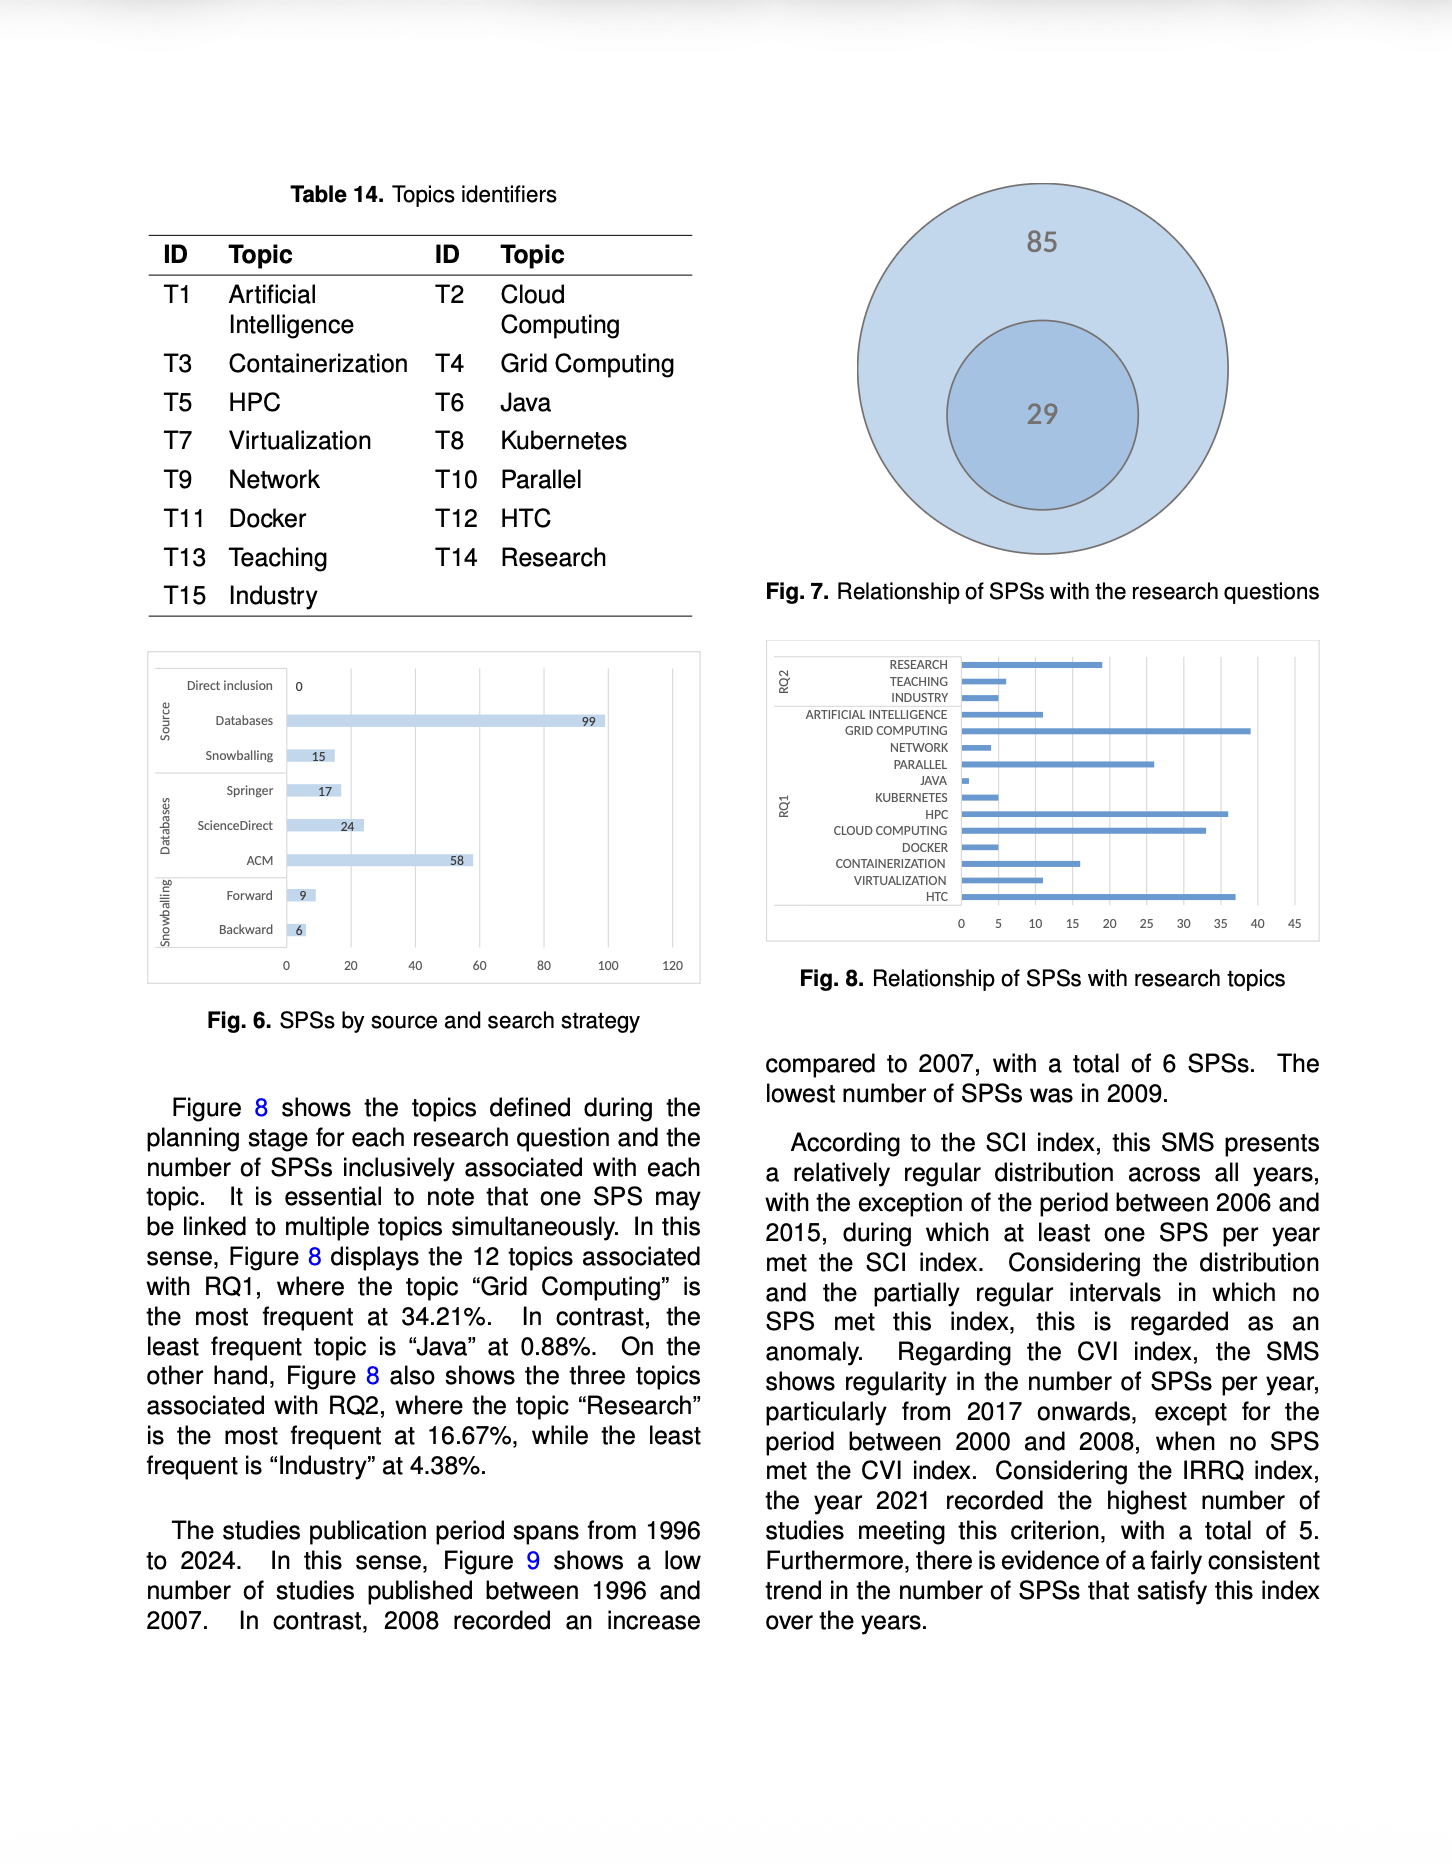 Table 14. Topics identifiers
ID Topic ID Topic
T1 Artificial Intelligence T2 Cloud Computing
T3 Containerization T4 Grid Computing
T5 HPC T6 Java
T7 Virtualization T8 Kubernetes
T9 Network T10 Parallel
T11 Docker T12 HTC
T13 Teaching T14 Research
T15 Industry
Source
Direct inclusion 0
Databases 99
Snowballing 15
Databases
Springer 17
ScienceDirect 24
ACM 58
Snowballing
Forward 9
Backward 6
0 20 40 60 80 100 120
Fig. 6. SPSs by source and search strategy
Figure 8 shows the topics defined during the
planning stage for each research question and the
number of SPSs inclusively associated with each
topic. It is essential to note that one SPS may
be linked to multiple topics simultaneously. In this
sense, Figure 8 displays the 12 topics associated
with RQ1, where the topic “Grid Computing” is
the most frequent at 34.21%. In contrast, the
least frequent topic is “Java” at 0.88%. On the
other hand, Figure 8 also shows the three topics
associated with RQ2, where the topic “Research”
is the most frequent at 16.67%, while the least
frequent is “Industry” at 4.38%.
The studies publication period spans from 1996
to 2024. In this sense, Figure 9 shows a low
number of studies published between 1996 and
2007. In contrast, 2008 recorded an increase
85
29
Fig. 7. Relationship of SPSs with the research questions
RQ2
RESEARCH
TEACHING
INDUSTRY
RQ1
ARTIFICIAL INTELLIGENCE
GRID COMPUTING
NETWORK
PARALLEL
JAVA
KUBERNETES
HPC
CLOUD COMPUTING
DOCKER
CONTAINERIZATION
VIRTUALIZATION
HTC
0 5 10 15 20 25 30 35 40 45
Fig. 8. Relationship of SPSs with research topics
compared to 2007, with a total of 6 SPSs. The
lowest number of SPSs was in 2009.
According to the SCI index, this SMS presents
a relatively regular distribution across all years,
with the exception of the period between 2006 and
2015, during which at least one SPS per year
met the SCI index. Considering the distribution
and the partially regular intervals in which no
SPS met this index, this is regarded as an
anomaly. Regarding the CVI index, the SMS
shows regularity in the number of SPSs per year,
particularly from 2017 onwards, except for the
period between 2000 and 2008, when no SPS
met the CVI index. Considering the IRRQ index,
the year 2021 recorded the highest number of
studies meeting this criterion, with a total of 5.
Furthermore, there is evidence of a fairly consistent
trend in the number of SPSs that satisfy this index
over the years.